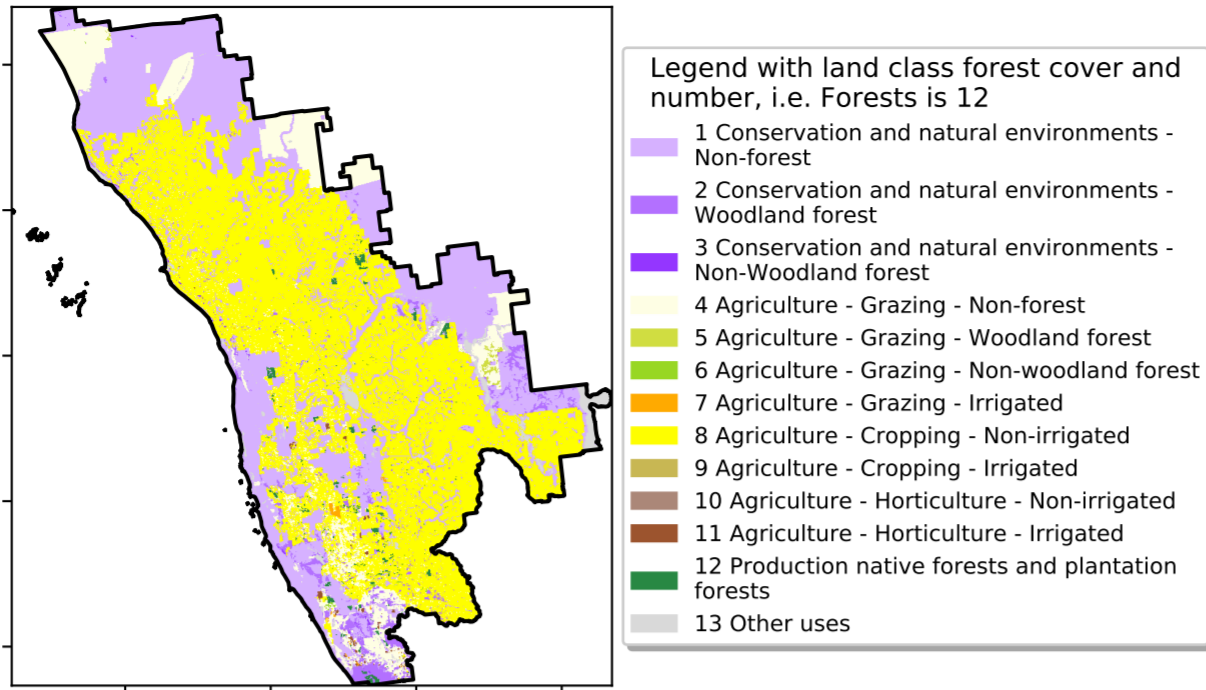 Legend with land class forest cover and
number, i.e. Forests is 12
1 Conservation and natural environments -
Non-forest
2 Conservation and natural environments -
Woodland forest
3 Conservation and natural environments -
Non-Woodland forest
4 Agriculture - Grazing - Non-forest
5 Agriculture - Grazing - Woodland forest
6 Agriculture - Grazing - Non-woodland forest
7 Agriculture - Grazing - Irrigated
8 Agriculture - Cropping - Non-irrigated
9 Agriculture - Cropping - Irrigated
10 Agriculture - Horticulture - Non-irrigated
11 Agriculture - Horticulture - Irrigated
12 Production native forests and plantation
forests
13 Other uses